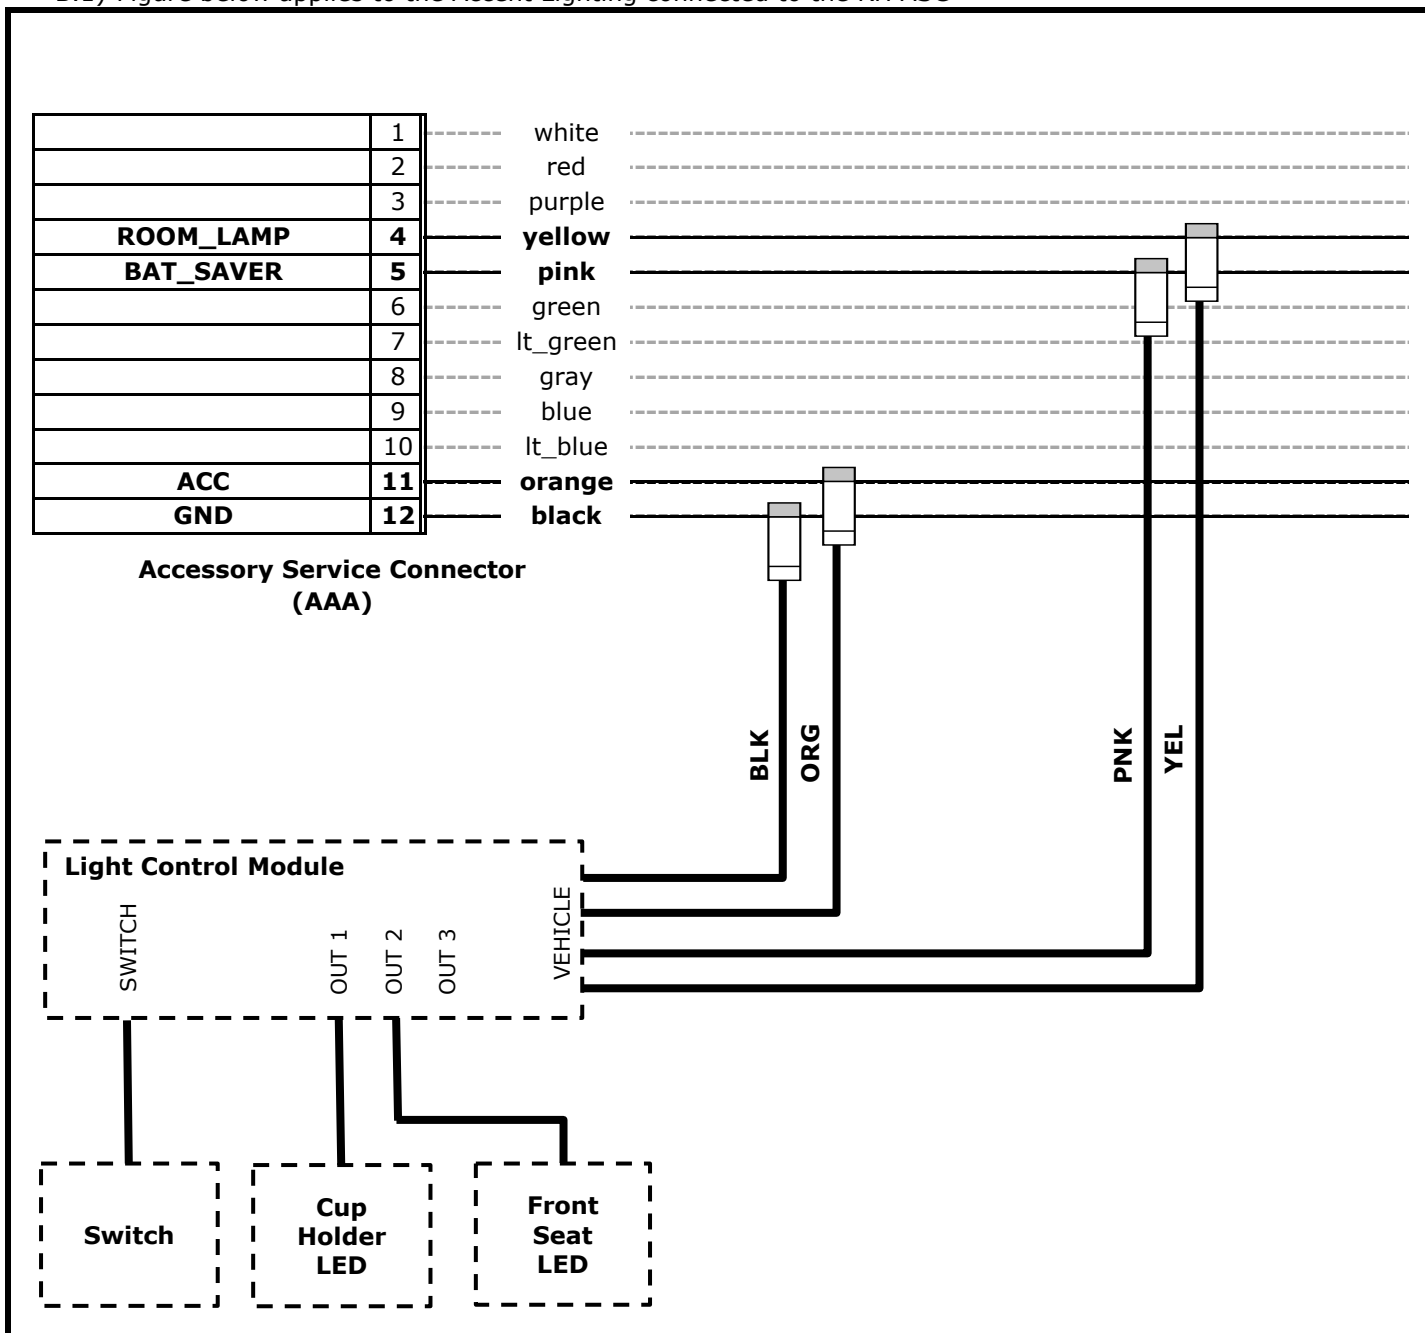 1 white
2 red
3 purple
ROOM_LAMP 4 yellow
BAT_SAVER 5 pink
6 green
7 lt_green
8 gray
9 blue
10 lt_blue
ACC 11 orange
GND 12 black
Accessory Service Connector
(AAA)
BLK
ORG
PNK
YEL
Light Control Module
SWITCH
OUT 1
OUT 2
OUT 3
VEHICLE
Switch
Cup
Holder
LED
Front
Seat
LED